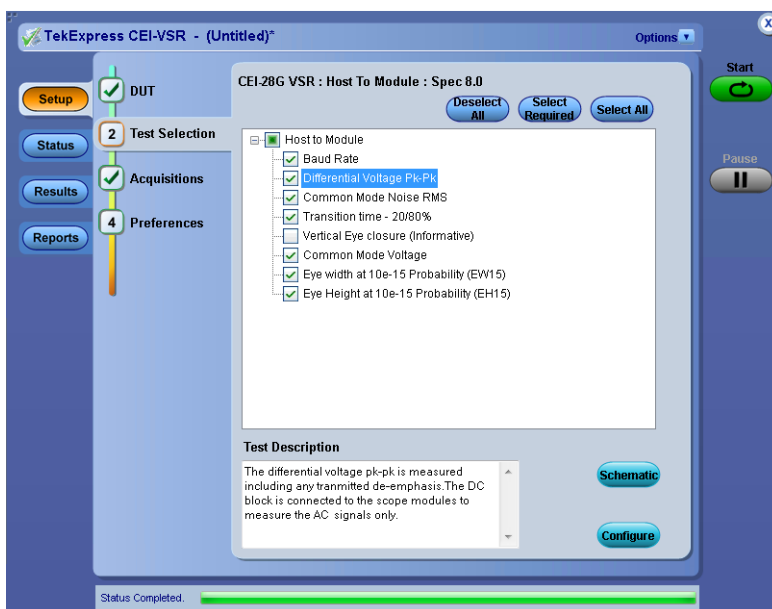 TekExpress CEI-VSR - (Untitled)*
Options
x
Start
Pause
Setup
Status
Results
Reports
DUT
2 Test Selection
Acquisitions
4 Preferences
CEI-28G VSR : Host To Module : Spec 8.0
Deselect All
Select Required
Select All
Host to Module
Baud Rate
Differential Voltage Pk-Pk
Common Mode Noise RMS
Transition time - 20/80%
Vertical Eye closure (Informative)
Common Mode Voltage
Eye width at 10e-15 Probability (EW15)
Eye Height at 10e-15 Probability (EH15)
Test Description
The differential voltage pk-pk is measured
including any tranmitted de-emphasis.The DC
block is connected to the scope modules to
measure the AC signals only.
Schematic
Configure
Status Completed.